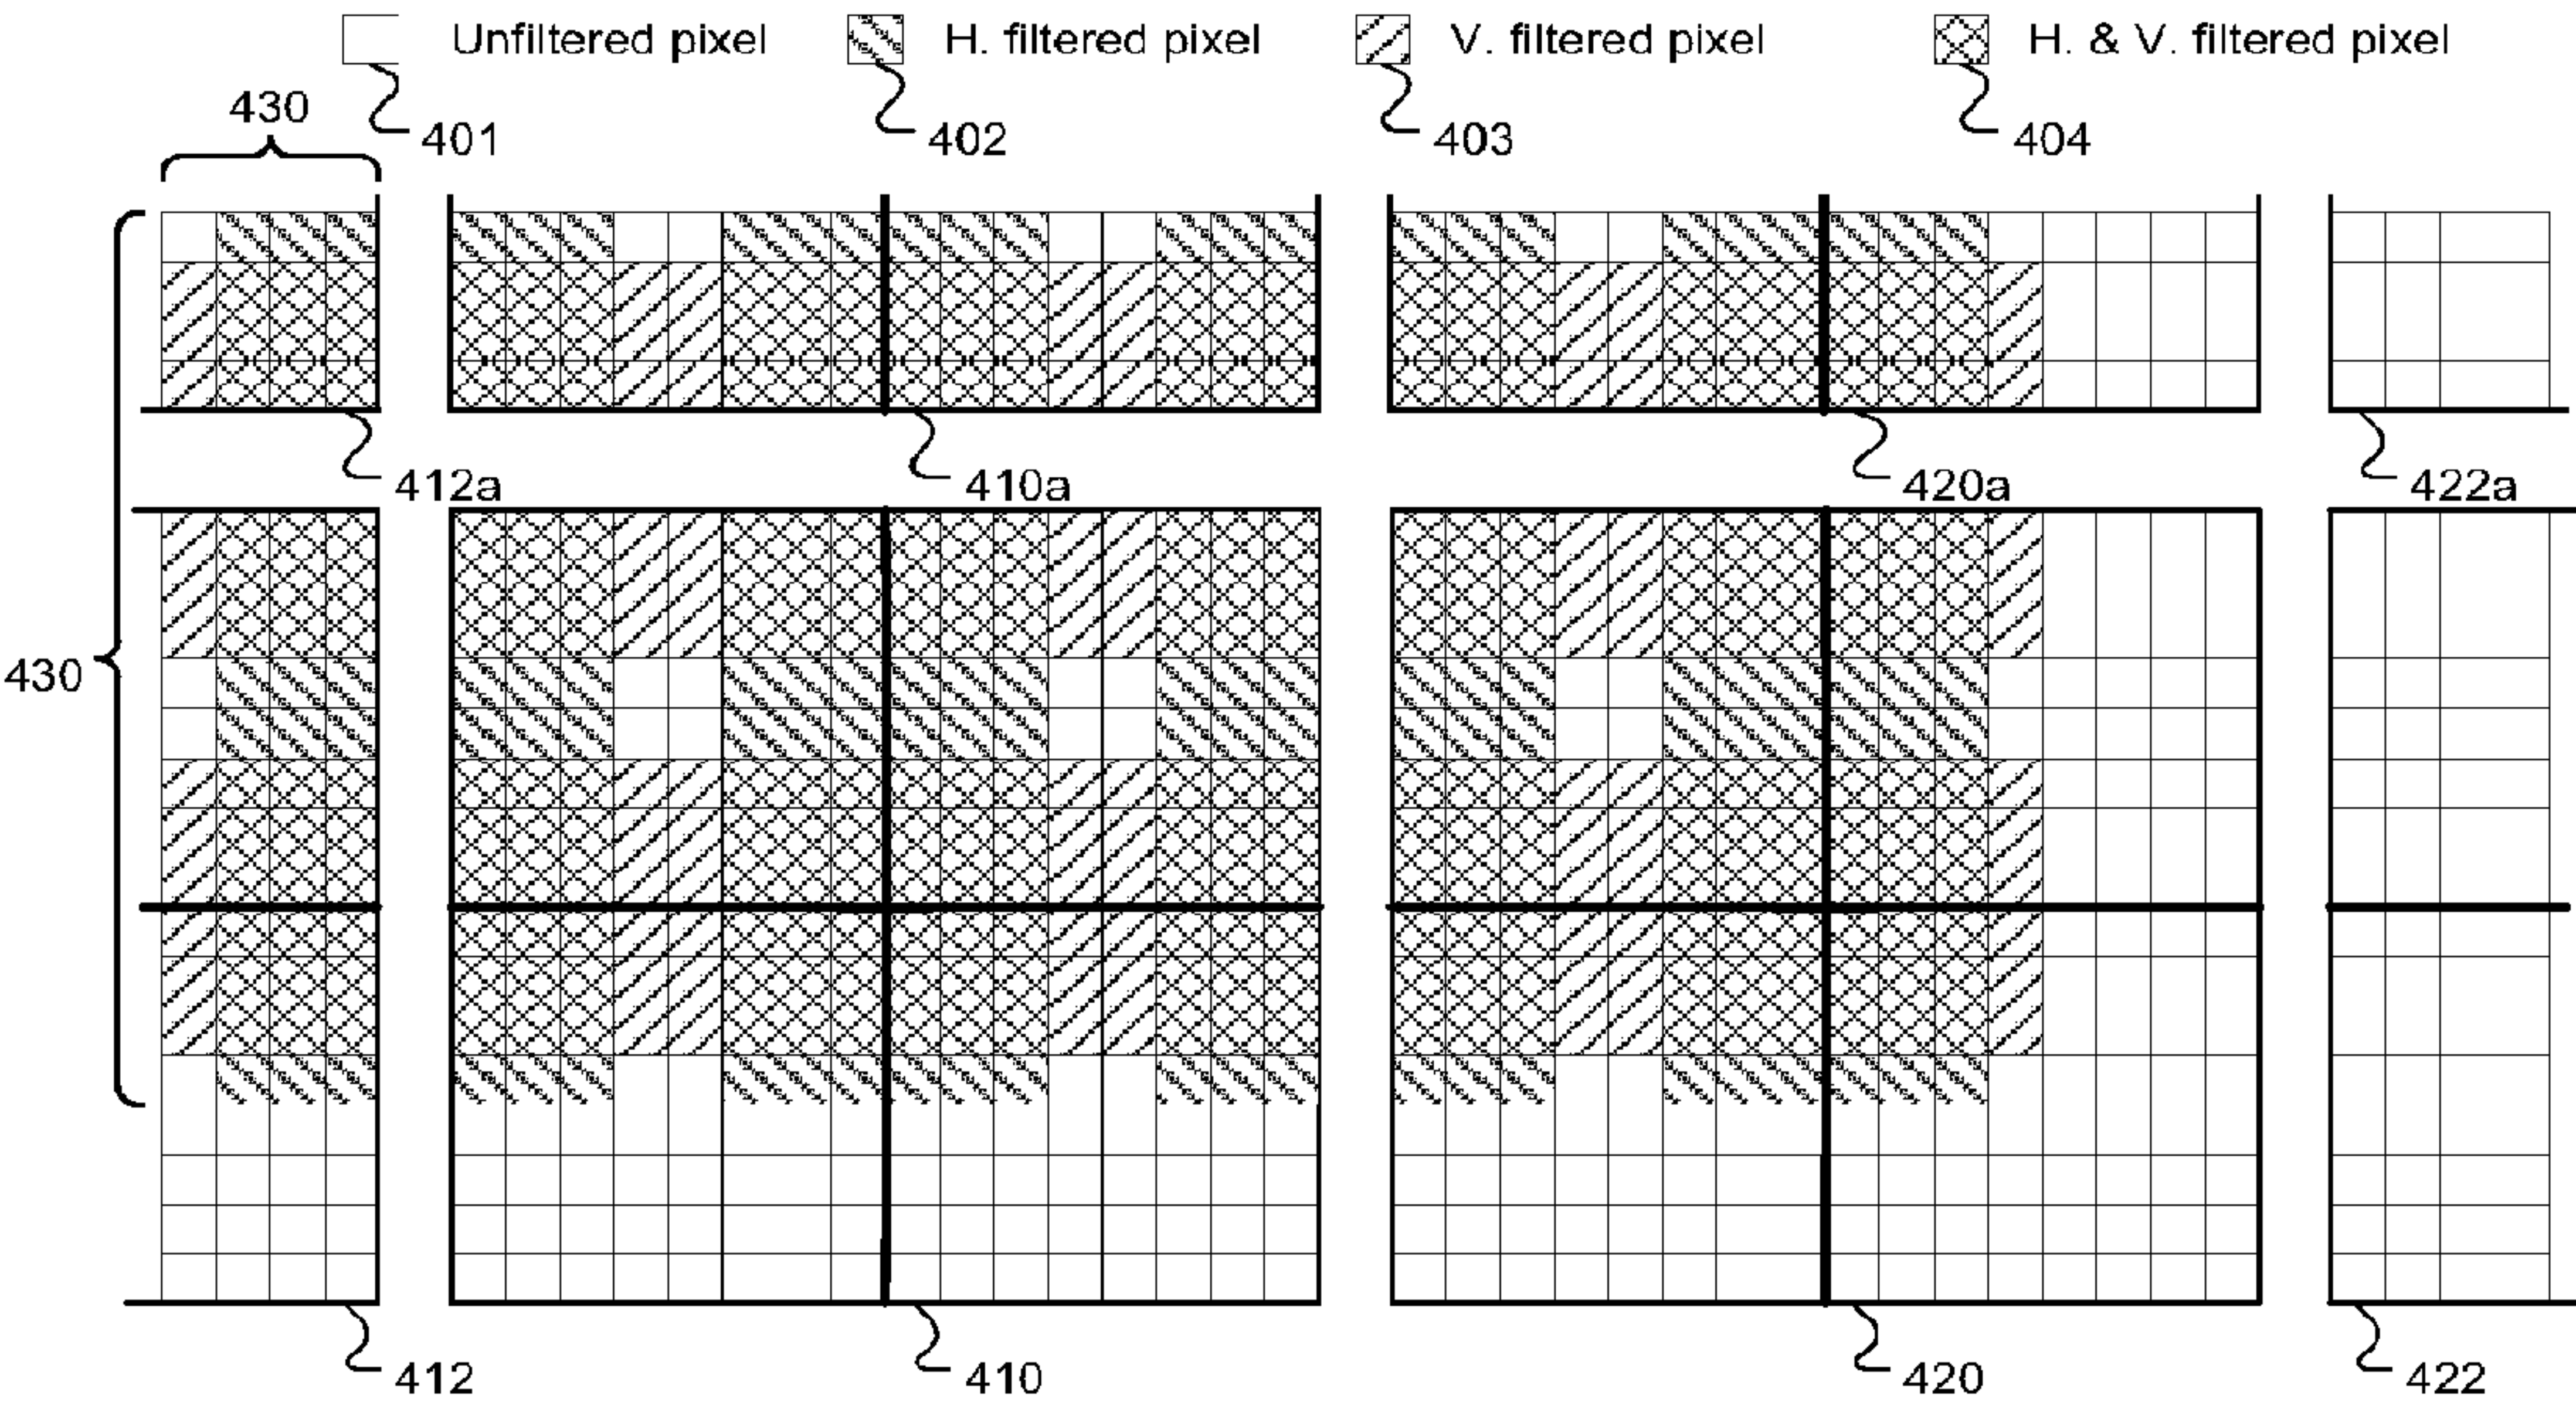 Unfiltered pixel H. filtered pixel V. filtered pixel H. & V. filtered pixel
430 401 402 403 404
412a 410a 420a 422a
430
412 410 420 422